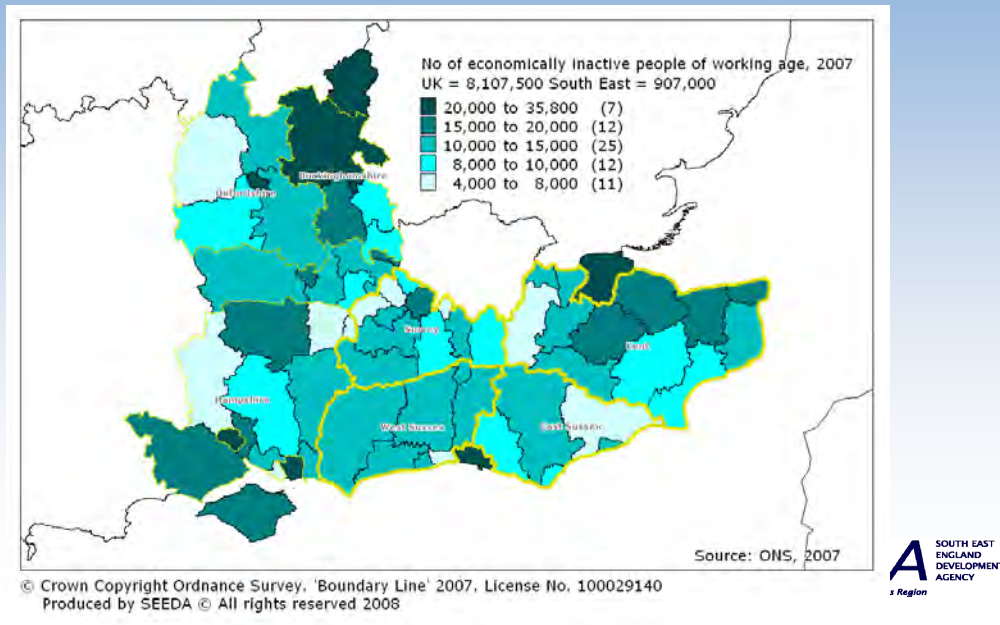 No of economically inactive people of working age, 2007
UK = 8,107,500 South East = 907,000
20,000 to 35,800 (7)
15,000 to 20,000 (12)
10,000 to 15,000 (25)
8,000 to 10,000 (12)
4,000 to 8,000 (11)
Buckinghamshire
Oxfordshire
Surrey
Kent
Hampshire
West Sussex
East Sussex
Source: ONS, 2007
SOUTH EAST
ENGLAND
DEVELOPMENT
AGENCY
s Region
© Crown Copyright Ordnance Survey. 'Boundary Line' 2007. License No. 100029140
Produced by SEEDA © All rights reserved 2008